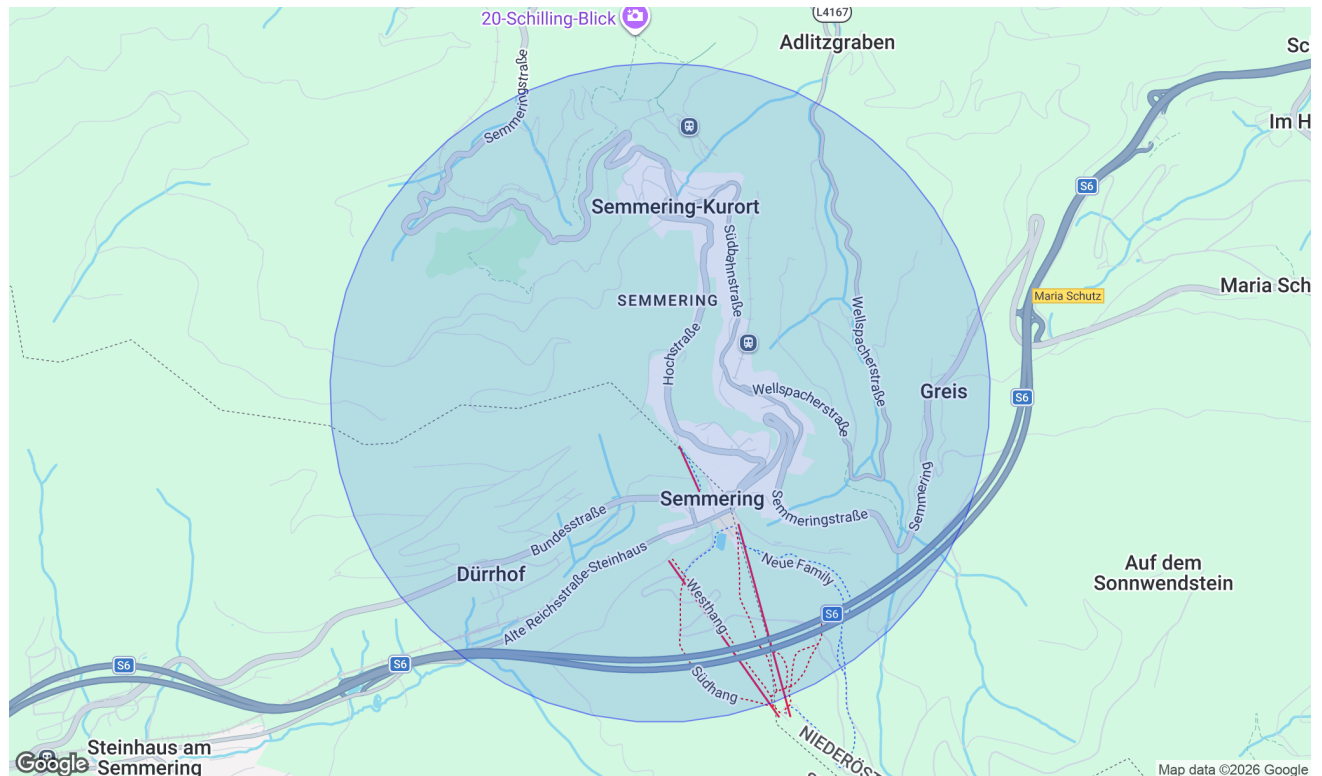 20-Schilling-Blick
L4167
Adlitzgraben
Sc
Semmeringstraße
Im H
S6
Semmering-Kurort
Südbahnstraße
SEMMERING
Maria Sch
Maria Schutz
Hochstraße
Wellspacherstraße
Wellspacherstraße
Greis
S6
Semmering
Semmeringstraße
Semmering
Bundesstraße
Alte Reichsstraße-Steinhaus
Dürrhof
Neue Family
Auf dem
Sonnwendstein
Westhang
S6
S6
S6
Südhang
NIEDERÖST
Steinhaus am
Semmering
Google
Map data ©2026 Google